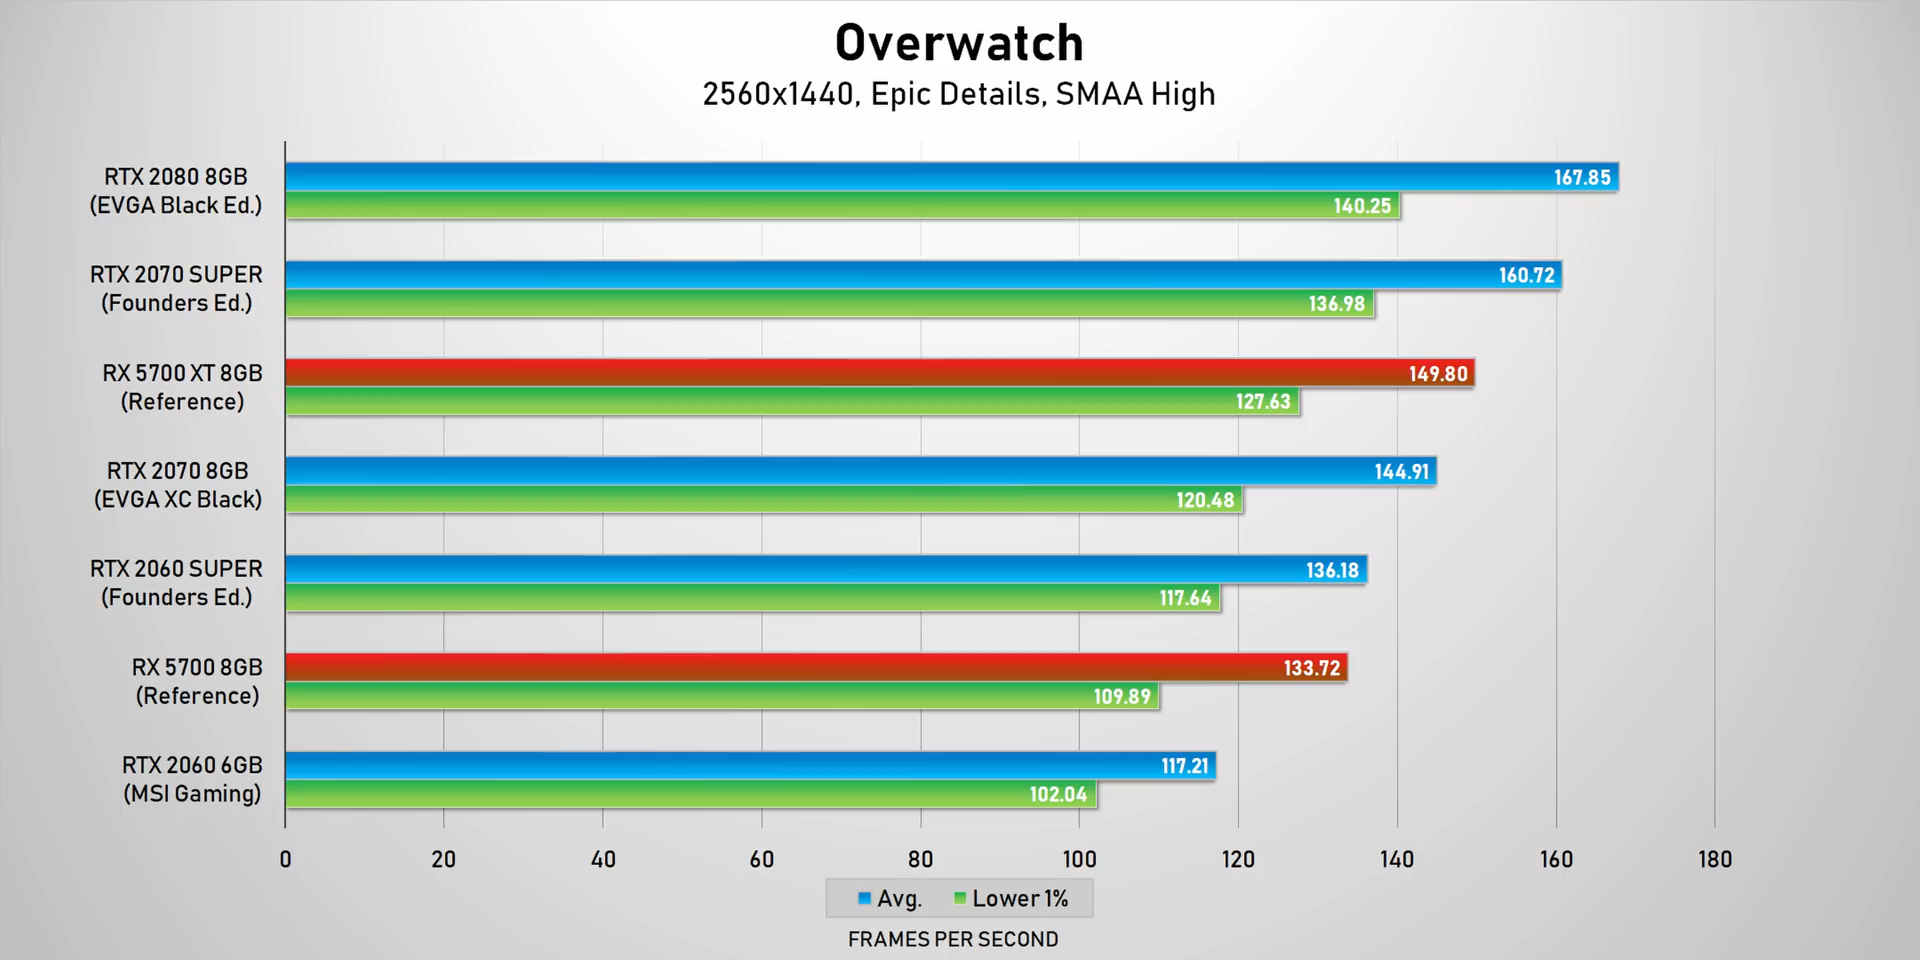 Overwatch
2560x1440, Epic Details, SMAA High
RTX 2080 8GB
(EVGA Black Ed.)
167.85
140.25
RTX 2070 SUPER
(Founders Ed.)
160.72
136.98
RX 5700 XT 8GB
(Reference)
149.80
127.63
RTX 2070 8GB
(EVGA XC Black)
144.91
120.48
RTX 2060 SUPER
(Founders Ed.)
136.18
117.64
RX 5700 8GB
(Reference)
133.72
109.89
RTX 2060 6GB
(MSI Gaming)
117.21
102.04
0 20 40 60 80 100 120 140 160 180
Avg. Lower 1%
FRAMES PER SECOND